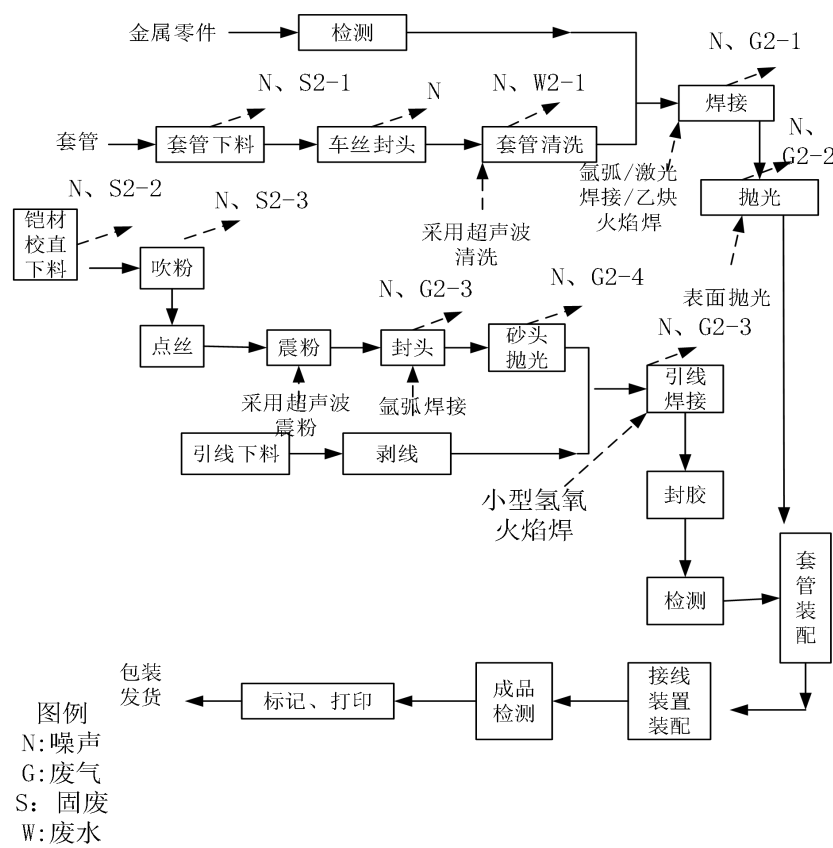 金属零件
检测
N、G2-1
N、S2-1
N
N、W2-1
焊接
套管
套管下料
车丝封头
套管清洗
N、
G2-2
氩弧/激光
焊接/乙炔
火焰焊
抛光
N、S2-2
N、S2-3
铠材
校直
下料
吹粉
采用超声波
清洗
表面抛光
N、G2-3
N、G2-4
N、G2-3
点丝
震粉
封头
砂头
抛光
引线
焊接
采用超声波
震粉
氩弧焊接
引线下料
剥线
小型氢氧
火焰焊
封胶
套
管
装
配
检测
包装
发货
标记、打印
成品
检测
接线
装置
装配
图例
N:噪声
G:废气
S：固废
W:废水